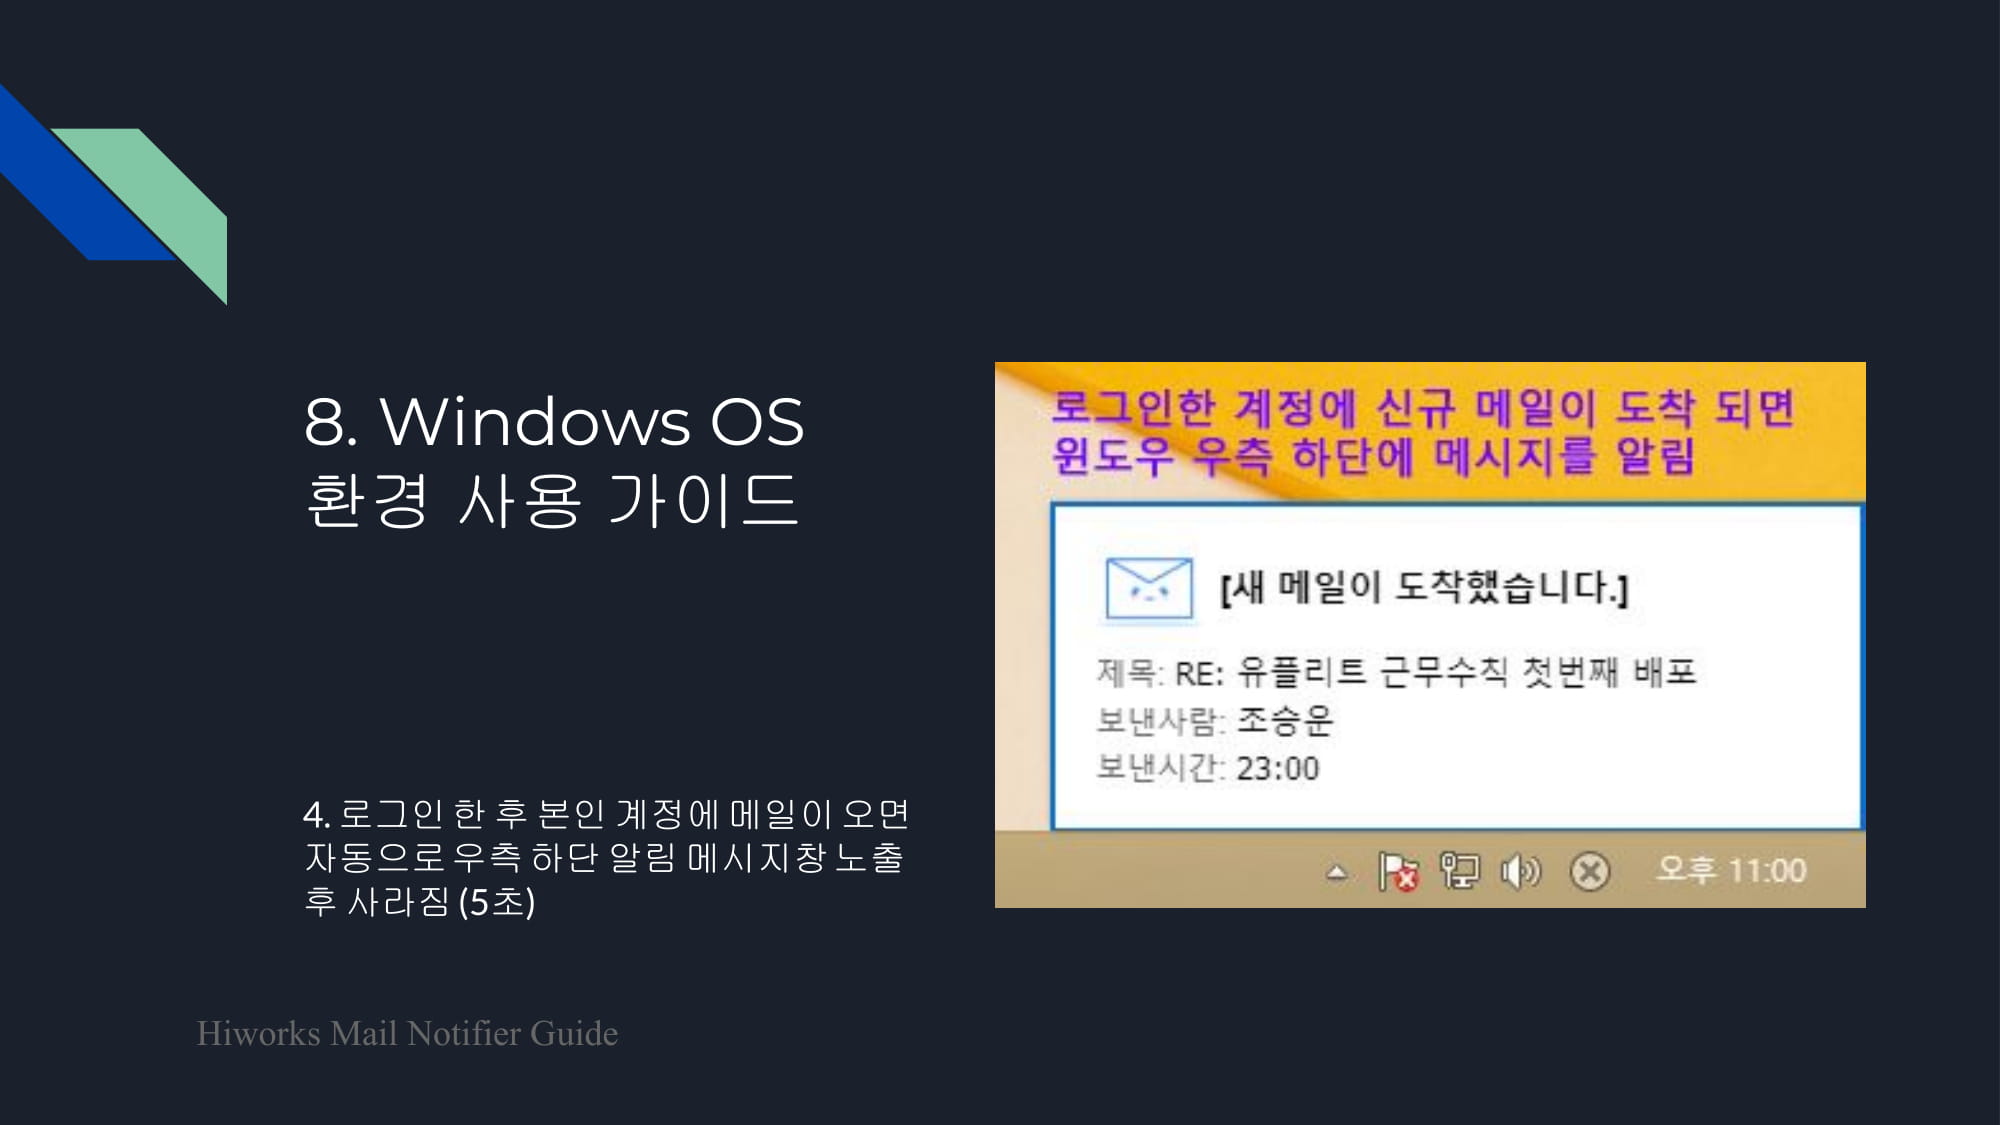 8. Windows OS
환경 사용 가이드
4. 로그인 한 후 본인 계정에 메일이 오면
자동으로 우측 하단 알림 메시지창 노출
후 사라짐 (5초)
로그인한 계정에 신규 메일이 도착 되면
윈도우 우측 하단에 메시지를 알림
[새 메일이 도착했습니다.]
제목: RE: 유플리트 근무수칙 첫번째 배포
보낸사람: 조승운
보낸시간: 23:00
오후 11:00
Hiworks Mail Notifier Guide